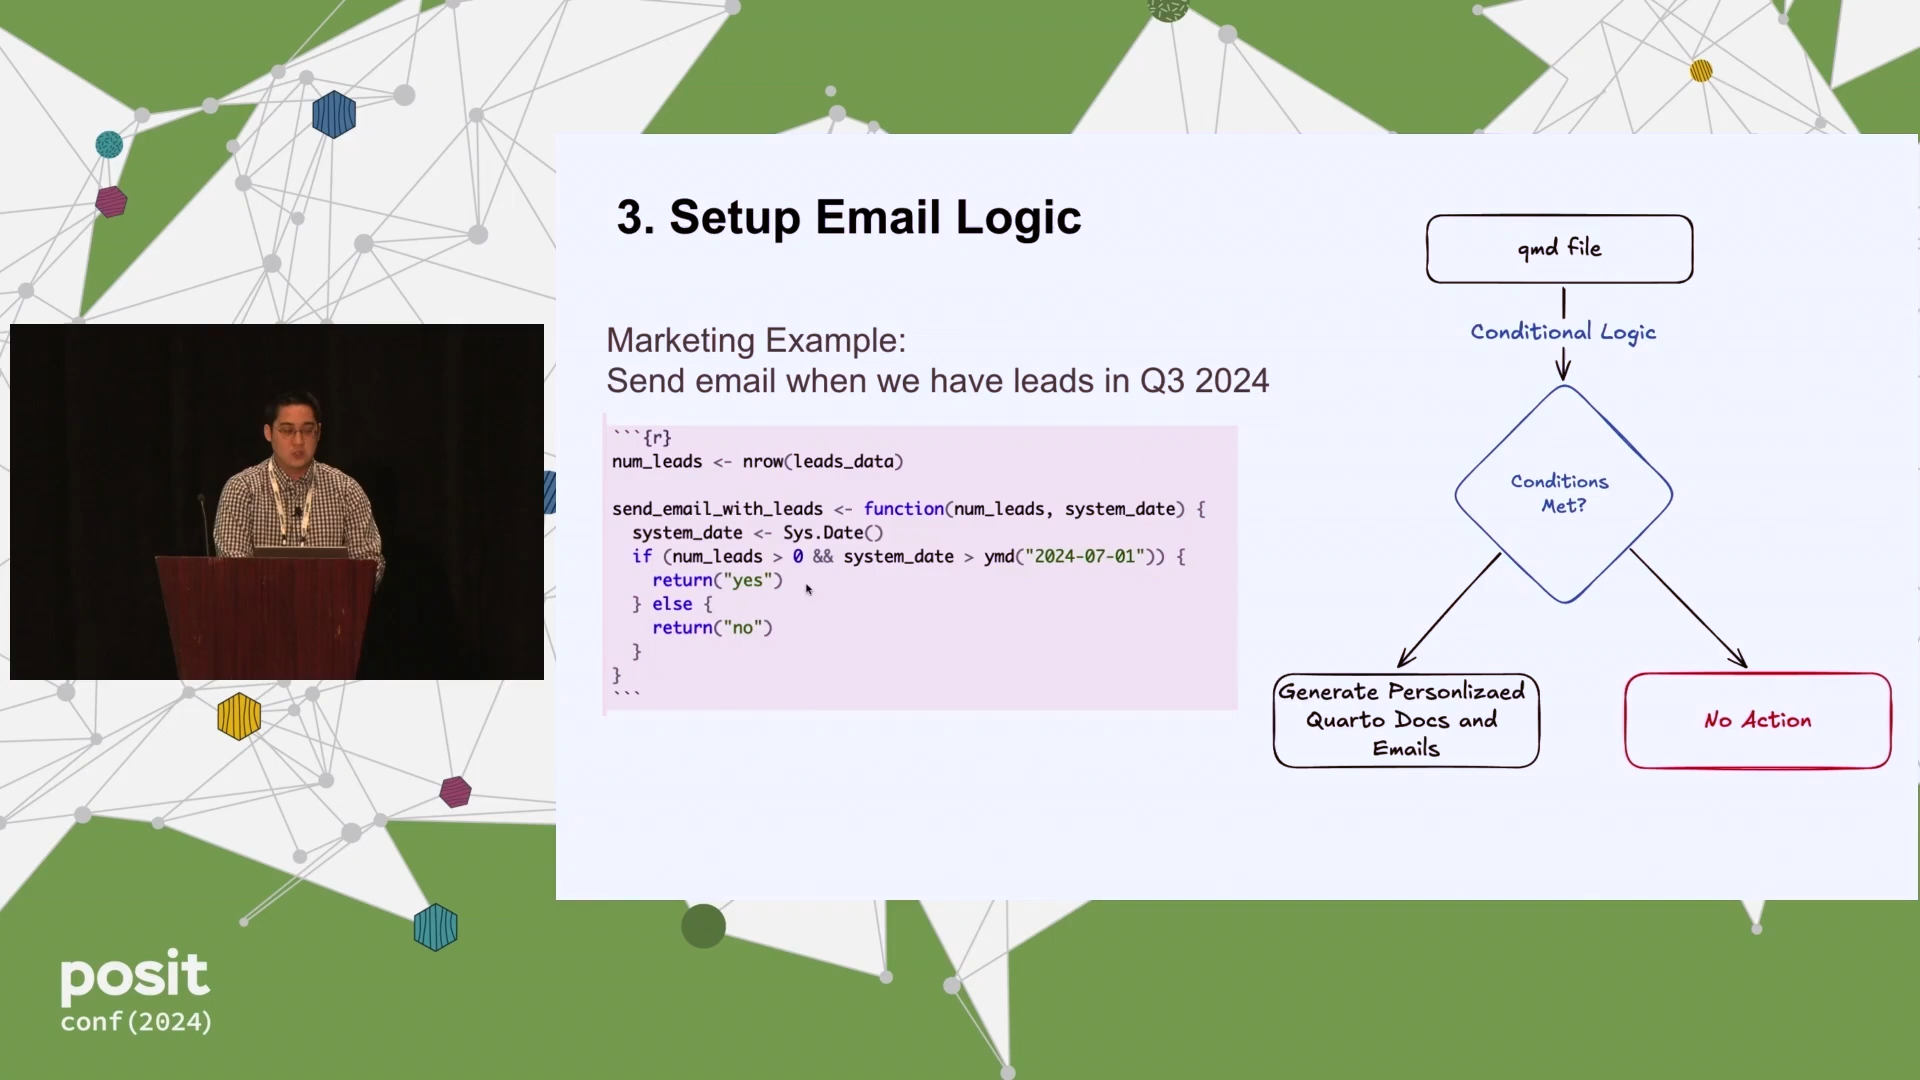 3. Setup Email Logic
Marketing Example:
Send email when we have leads in Q3 2024
```{r}
num_leads <- nrow(leads_data)
send_email_with_leads <- function(num_leads, system_date) {
  system_date <- Sys.Date()
  if (num_leads > 0 && system_date > ymd("2024-07-01")) {
    return("yes")
  } else {
    return("no")
  }
}
```
qmd file
Conditional Logic
Conditions
Met?
Generate Personlizaed
Quarto Docs and
Emails
No Action
posit
conf(2024)